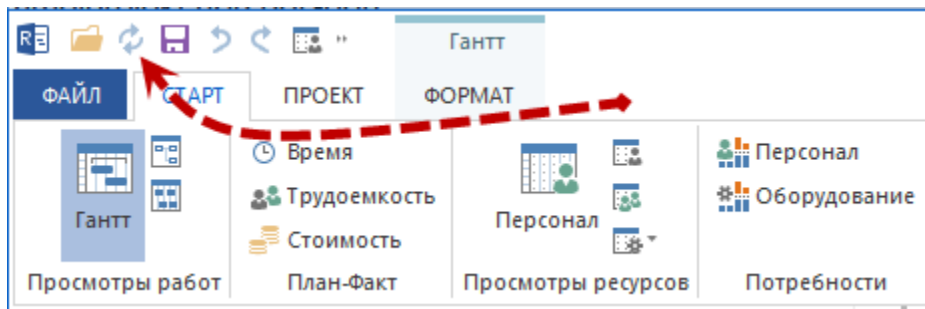 Гантт
ФАЙЛ СТАРТ ПРОЕКТ ФОРМАТ
Гантт
Просмотры работ
Время
Трудоемкость
Стоимость
План-Факт
Персонал
Просмотры ресурсов
Персонал
Оборудование
Потребности